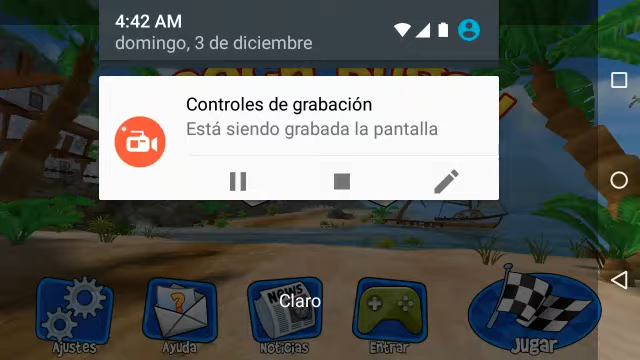 4:42 AM
domingo, 3 de diciembre
Controles de grabación
Está siendo grabada la pantalla
NEWS
Claro
Ajustes
Ayuda
Noticias
Entrar
Jugar